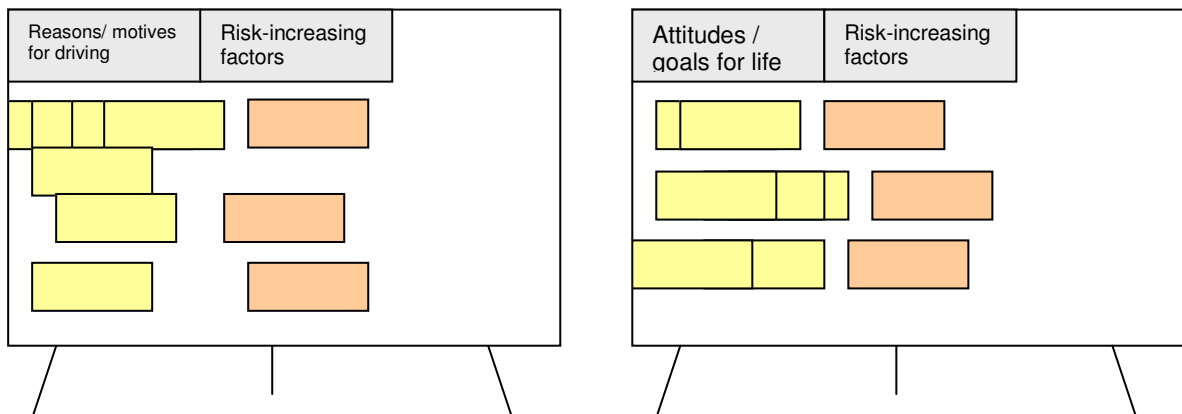 Reasons/ motives
for driving
Risk-increasing
factors
Attitudes /
goals for life
Risk-increasing
factors